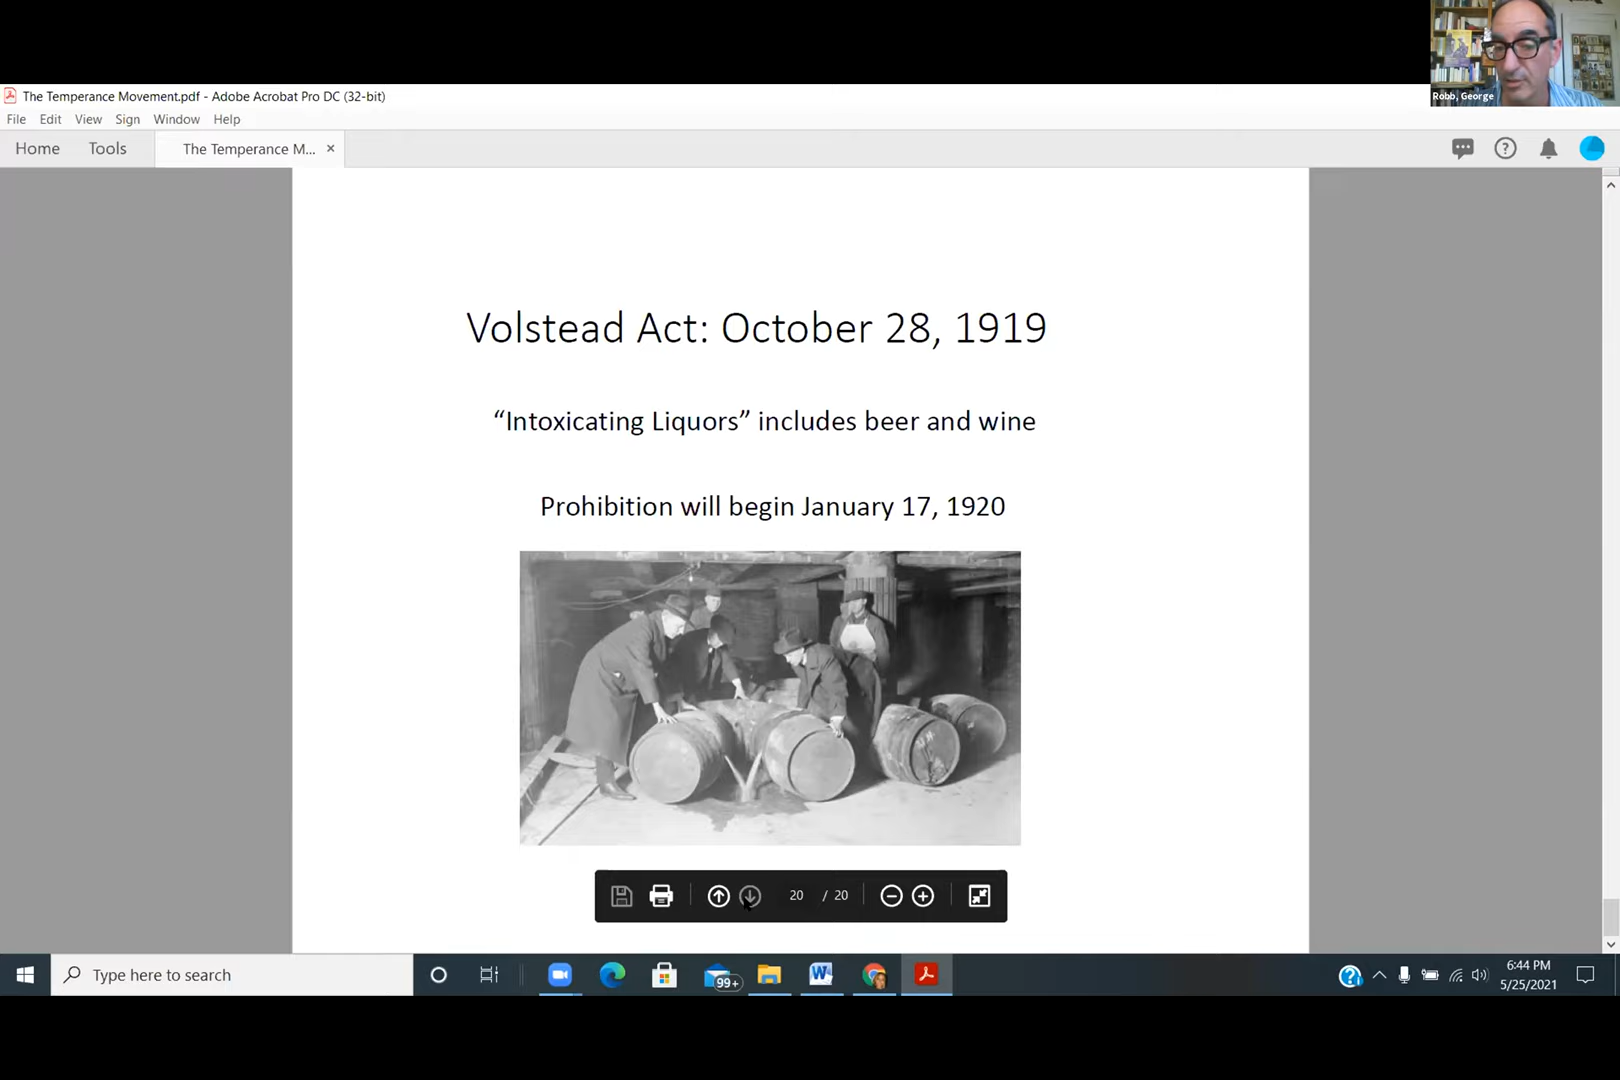 Robb, George
The Temperance Movement.pdf - Adobe Acrobat Pro DC (32-bit)
File Edit View Sign Window Help
Home Tools The Temperance M... ×
Volstead Act: October 28, 1919
“Intoxicating Liquors” includes beer and wine
Prohibition will begin January 17, 1920
20 / 20
Type here to search
99+
6:44 PM
5/25/2021